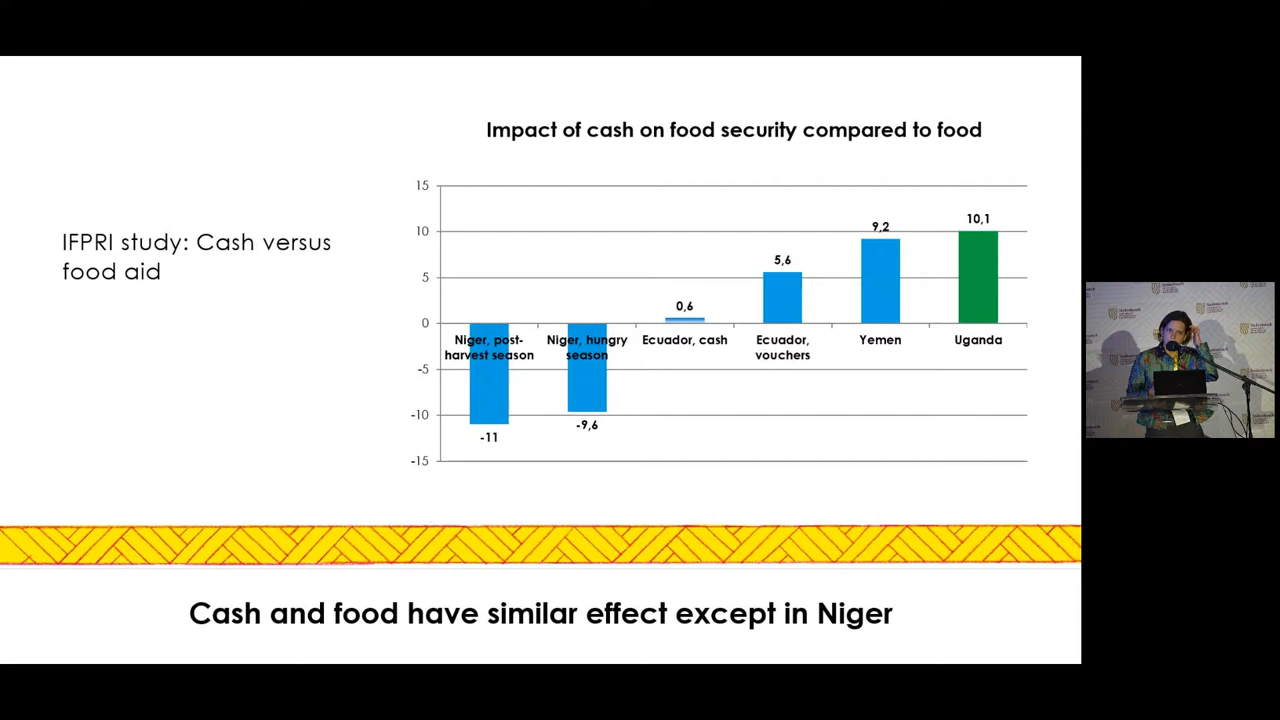 Impact of cash on food security compared to food
IFPRI study: Cash versus
food aid
15
10
5
0
-5
-10
-15
-11
-9,6
0,6
5,6
9,2
10,1
Niger, post-
harvest season
Niger, hungry
season
Ecuador, cash
Ecuador,
vouchers
Yemen
Uganda
Cash and food have similar effect except in Niger